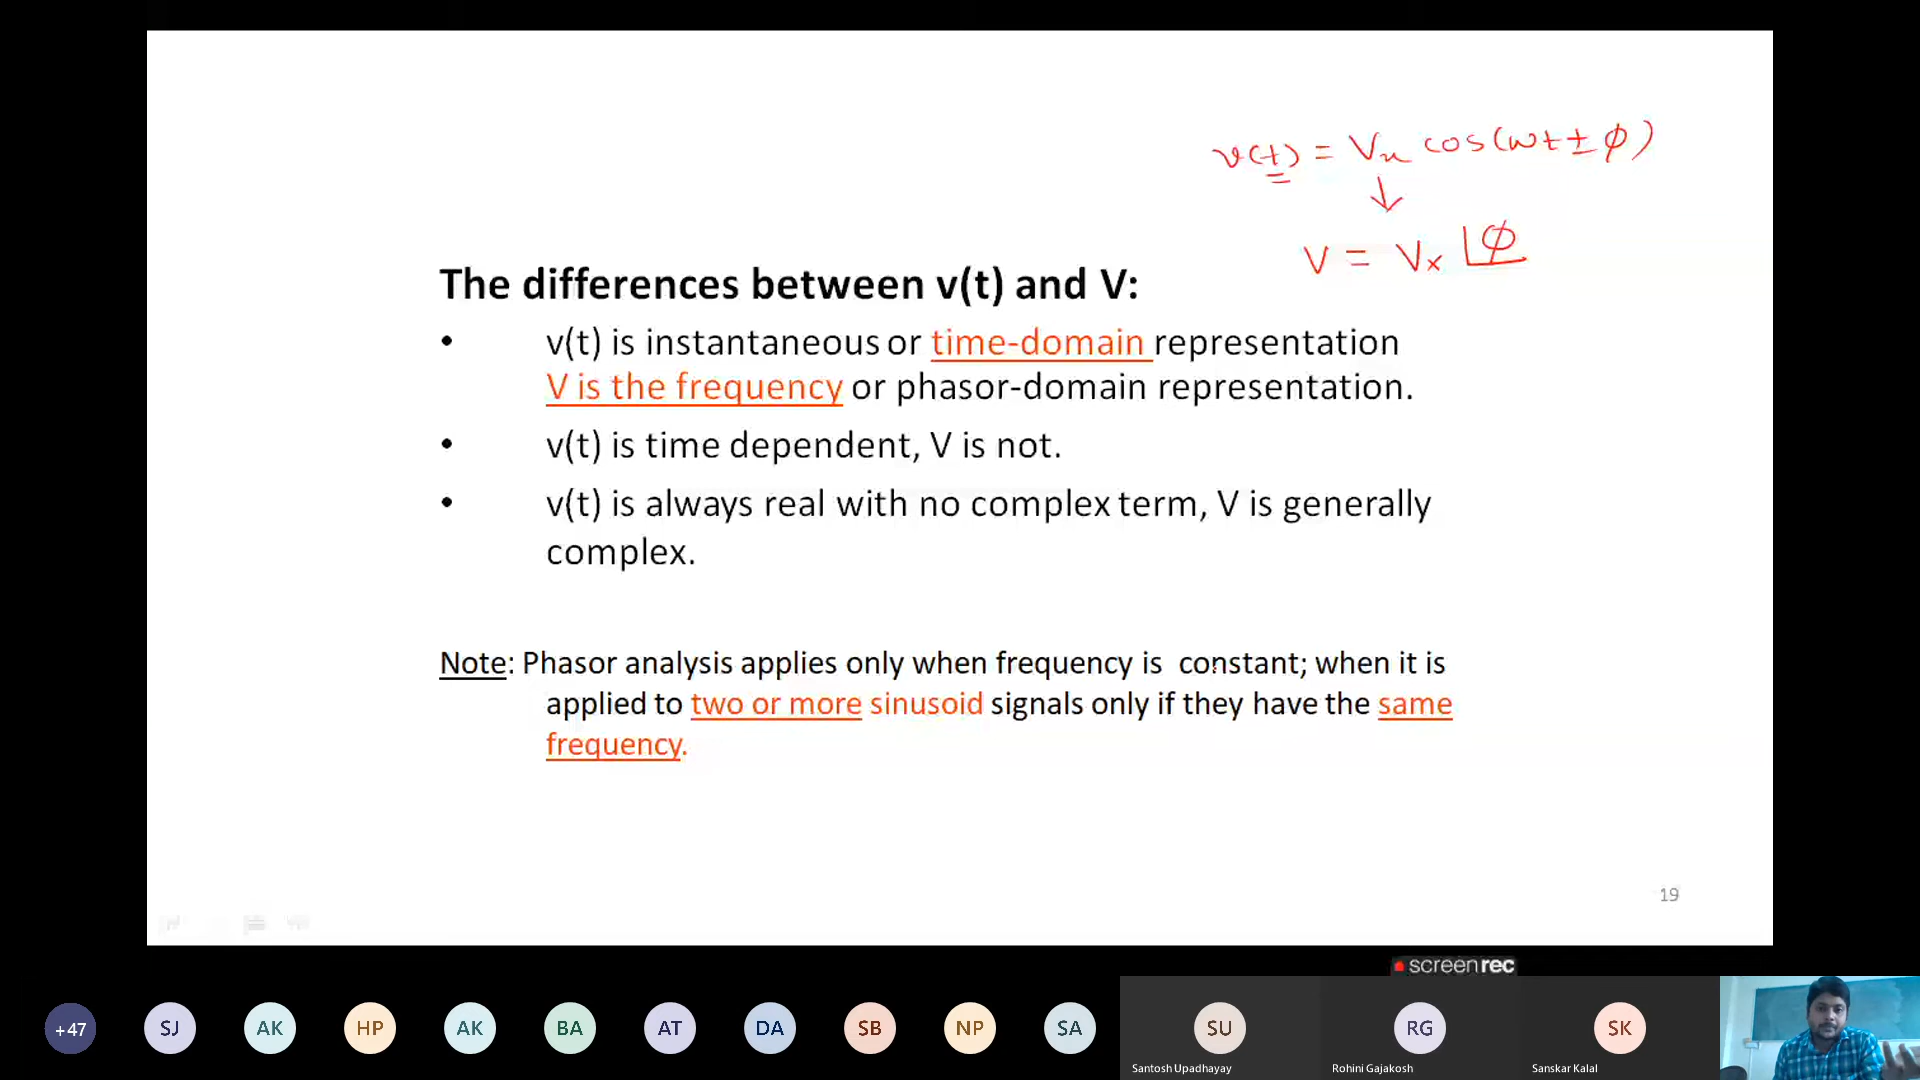 v(t) = Vx cos(ωt ± φ)
↓
V = Vx ∠φ
The differences between v(t) and V:
• v(t) is instantaneous or time-domain representation
V is the frequency or phasor-domain representation.
• v(t) is time dependent, V is not.
• v(t) is always real with no complex term, V is generally
complex.
Note: Phasor analysis applies only when frequency is constant; when it is
applied to two or more sinusoid signals only if they have the same
frequency.
19
screenrec
+47 SJ AK HP AK BA AT DA SB NP SA SU RG SK
Santosh Upadhayay Rohini Gajakosh Sanskar Kalal